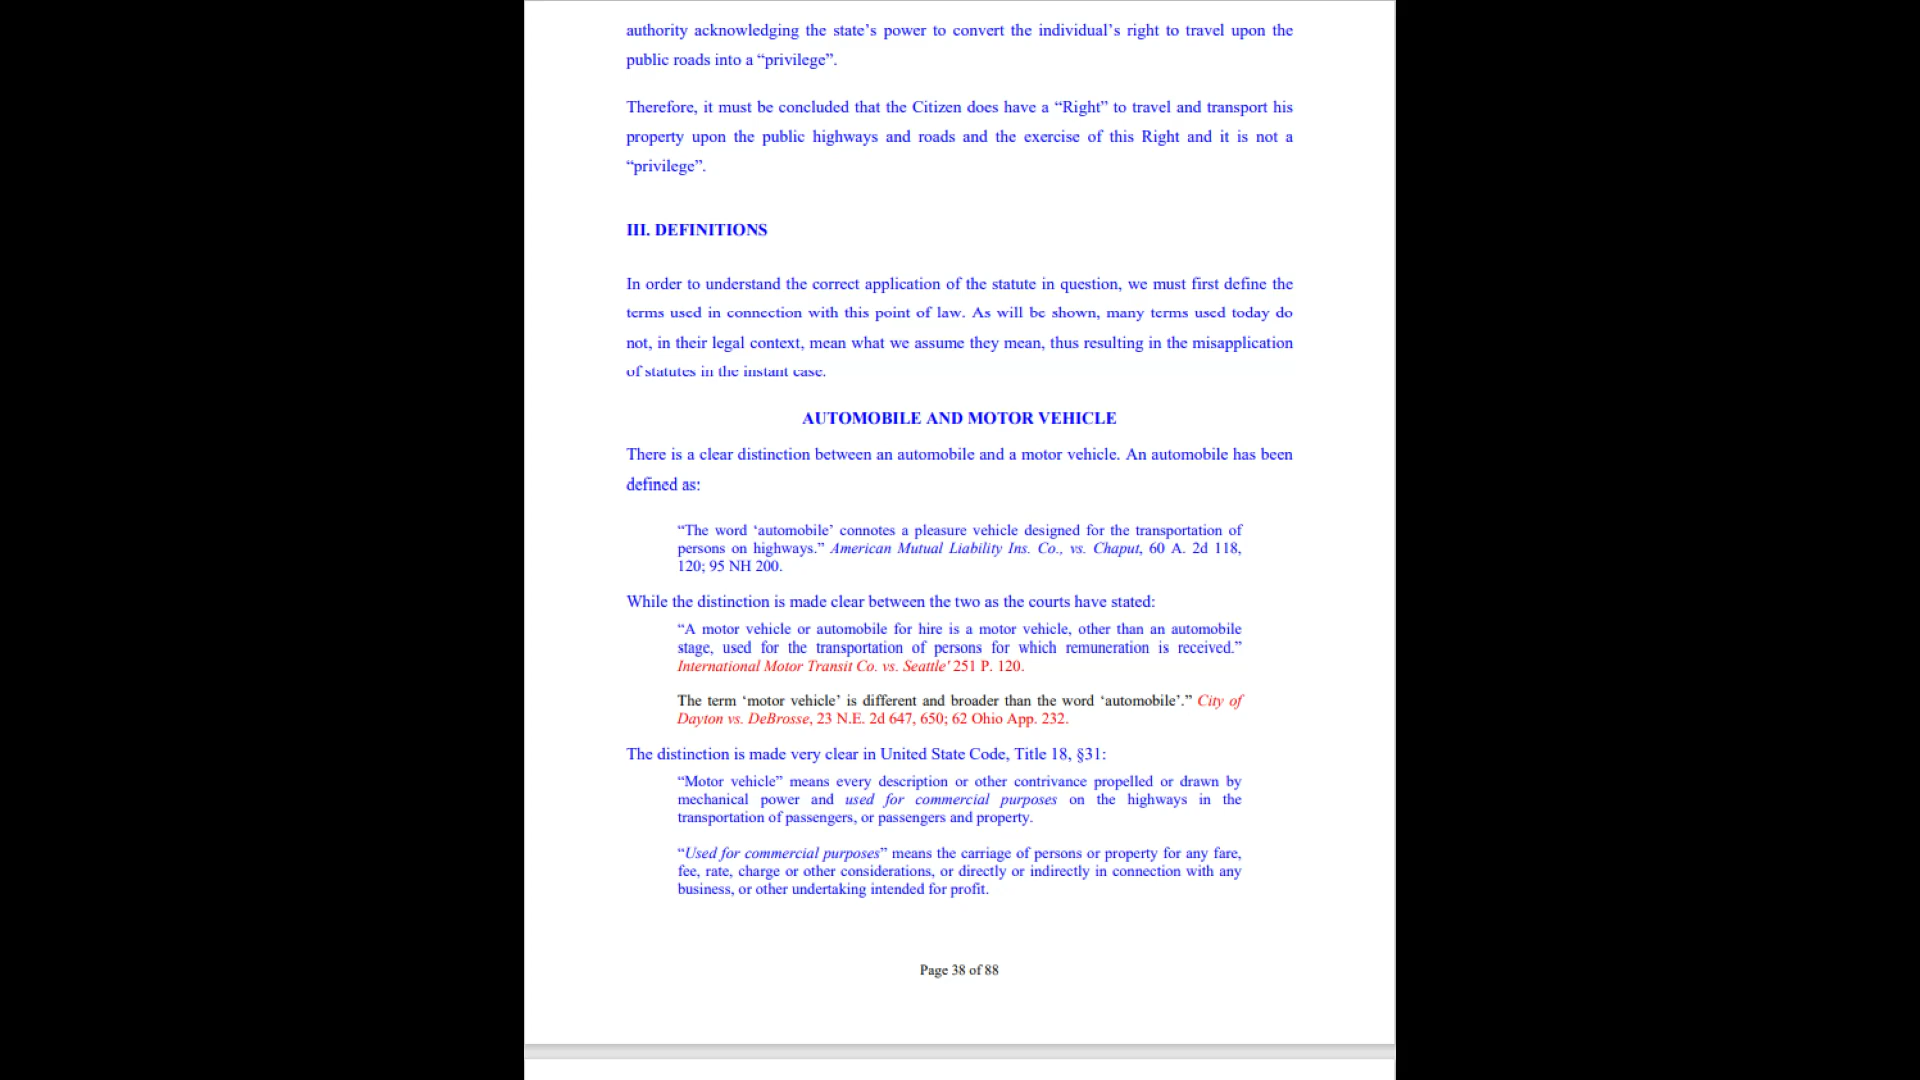 authority acknowledging the state’s power to convert the individual’s right to travel upon the
public roads into a “privilege”.
Therefore, it must be concluded that the Citizen does have a “Right” to travel and transport his
property upon the public highways and roads and the exercise of this Right and it is not a
“privilege”.
III. DEFINITIONS
In order to understand the correct application of the statute in question, we must first define the
terms used in connection with this point of law. As will be shown, many terms used today do
not, in their legal context, mean what we assume they mean, thus resulting in the misapplication
of statutes in the instant case.
AUTOMOBILE AND MOTOR VEHICLE
There is a clear distinction between an automobile and a motor vehicle. An automobile has been
defined as:
“The word ‘automobile’ connotes a pleasure vehicle designed for the transportation of
persons on highways.” American Mutual Liability Ins. Co., vs. Chaput, 60 A. 2d 118,
120; 95 NH 200.
While the distinction is made clear between the two as the courts have stated:
“A motor vehicle or automobile for hire is a motor vehicle, other than an automobile
stage, used for the transportation of persons for which remuneration is received.”
International Motor Transit Co. vs. Seattle' 251 P. 120.
The term ‘motor vehicle’ is different and broader than the word ‘automobile’.” City of
Dayton vs. DeBrosse, 23 N.E. 2d 647, 650; 62 Ohio App. 232.
The distinction is made very clear in United State Code, Title 18, §31:
“Motor vehicle” means every description or other contrivance propelled or drawn by
mechanical power and used for commercial purposes on the highways in the
transportation of passengers, or passengers and property.
“Used for commercial purposes” means the carriage of persons or property for any fare,
fee, rate, charge or other considerations, or directly or indirectly in connection with any
business, or other undertaking intended for profit.
Page 38 of 88